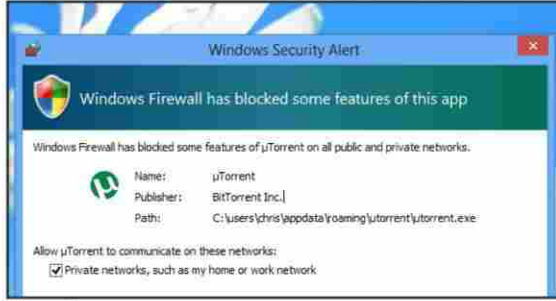 Windows Security Alert
Windows Firewall has blocked some features of this app
Windows Firewall has blocked some features of µTorrent on all public and private networks.
Name: µTorrent
Publisher: BitTorrent Inc.
Path: C:\users\chris\appdata\roaming\utorrent\utorrent.exe
Allow µTorrent to communicate on these networks:
Private networks, such as my home or work network